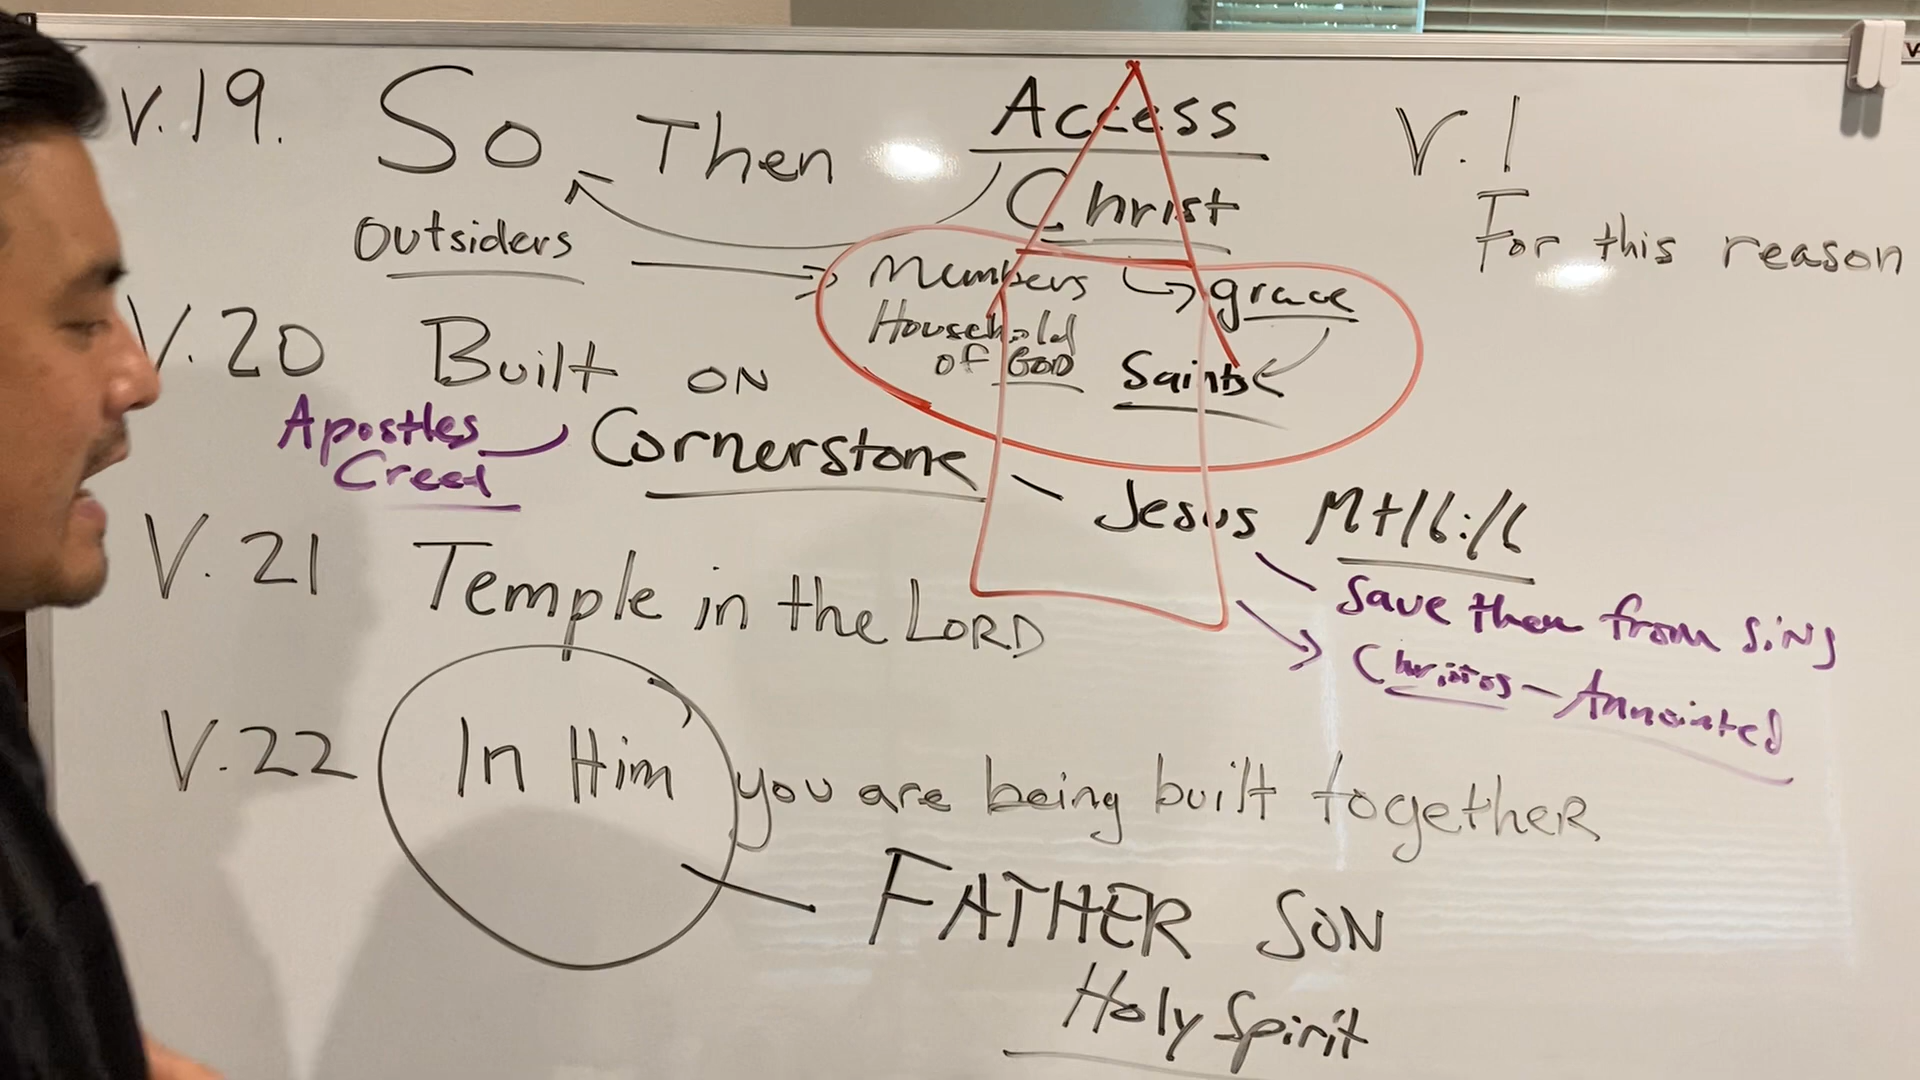 V.19. So Then
Access
Christ
Outsiders
Members
grace
Household
of GOD
Saints
V.1
For this reason
V.20 Built ON
Apostles
Creed
Cornerstone
Jesus Mt 16:16
Save them from sins
Christos - Annointed
V.21 Temple in the LORD
V.22 In Him you are being built together
FATHER SON
Holy Spirit